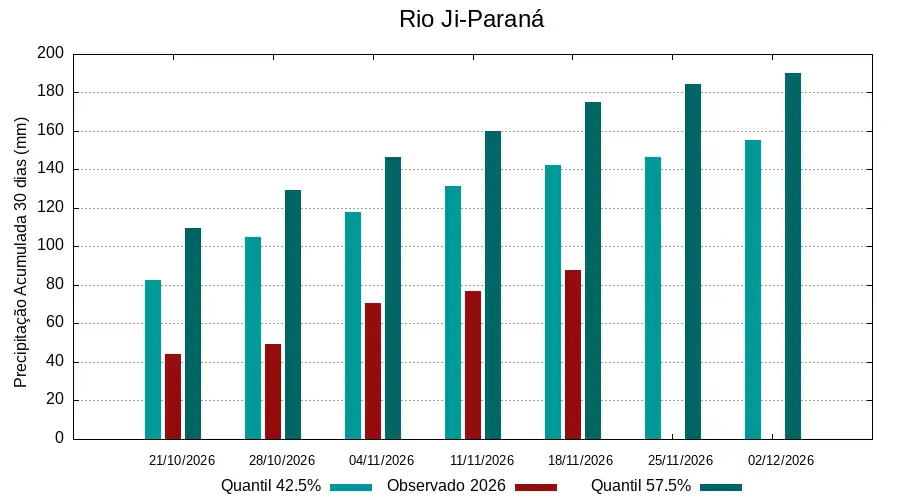 Rio Ji-Paraná
Precipitação Acumulada 30 dias (mm)
200
180
160
140
120
100
80
60
40
20
0
21/10/2026 28/10/2026 04/11/2026 11/11/2026 18/11/2026 25/11/2026 02/12/2026
Quantil 42.5% Observado 2026 Quantil 57.5%